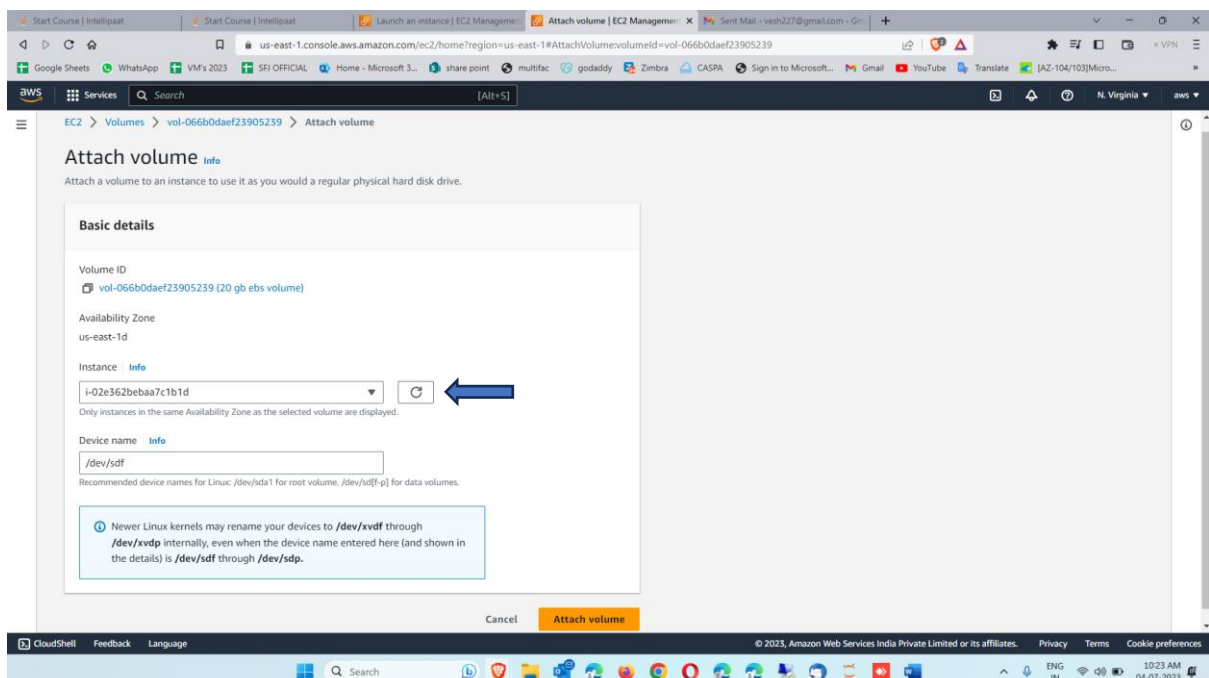 Start Course | Intellipaat
Start Course | Intellipaat
Launch an instance | EC2 Managemen
Attach volume | EC2 Managemen
Sent Mail - vesh227@gmail.com - Gm
us-east-1.console.aws.amazon.com/ec2/home?region=us-east-1#AttachVolume:volumeId=vol-066b0daef23905239
VPN
Google Sheets
WhatsApp
VM's 2023
SFJ OFFICIAL
Home - Microsoft 3...
share point
multifac
godaddy
Zimbra
CASPA
Sign in to Microsoft...
Gmail
YouTube
Translate
[AZ-104/103]Micro...
aws
Services
Search
[Alt+S]
N. Virginia
aws
EC2 > Volumes > vol-066b0daef23905239 > Attach volume
Attach volume Info
Attach a volume to an instance to use it as you would a regular physical hard disk drive.
Basic details
Volume ID
vol-066b0daef23905239 (20 gb ebs volume)
Availability Zone
us-east-1d
Instance Info
i-02e362bebaa7c1b1d
Only instances in the same Availability Zone as the selected volume are displayed.
Device name Info
/dev/sdf
Recommended device names for Linux: /dev/sda1 for root volume. /dev/sd[f-p] for data volumes.
Newer Linux kernels may rename your devices to /dev/xvdf through
/dev/xvdp internally, even when the device name entered here (and shown in
the details) is /dev/sdf through /dev/sdp.
Cancel
Attach volume
CloudShell
Feedback
Language
© 2023, Amazon Web Services India Private Limited or its affiliates.
Privacy
Terms
Cookie preferences
Search
ENG
IN
10:23 AM
04-07-2023